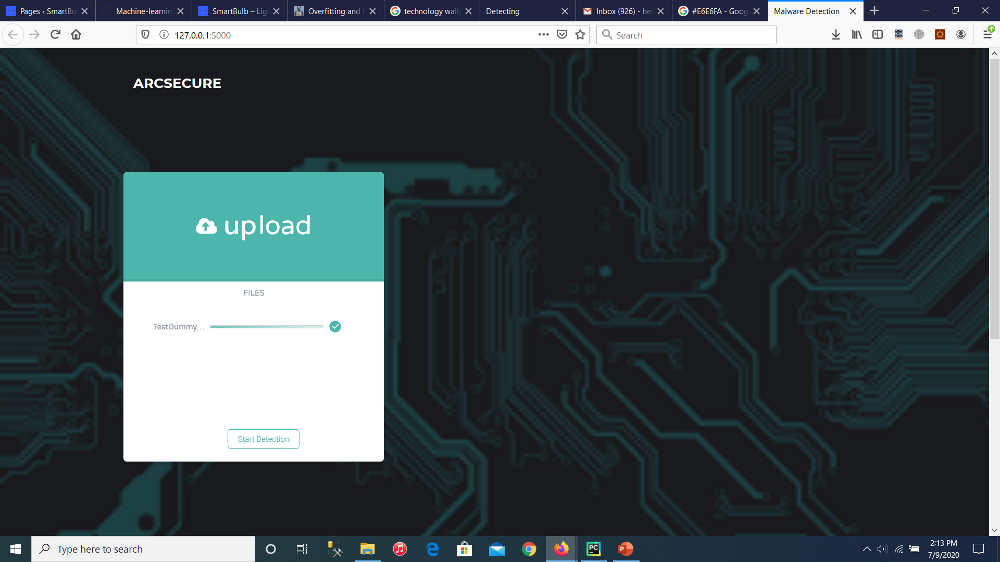 Pages ‹ SmartBu
Machine-learnin
SmartBulb – Lig
Overfitting and
technology wall
Detecting
Inbox (926) - he
#E6E6FA - Goog
Malware Detection
127.0.0.1:5000
Search
ARCSECURE
upload
FILES
TestDummy...
Start Detection
Type here to search
PC
P
2:13 PM
7/9/2020